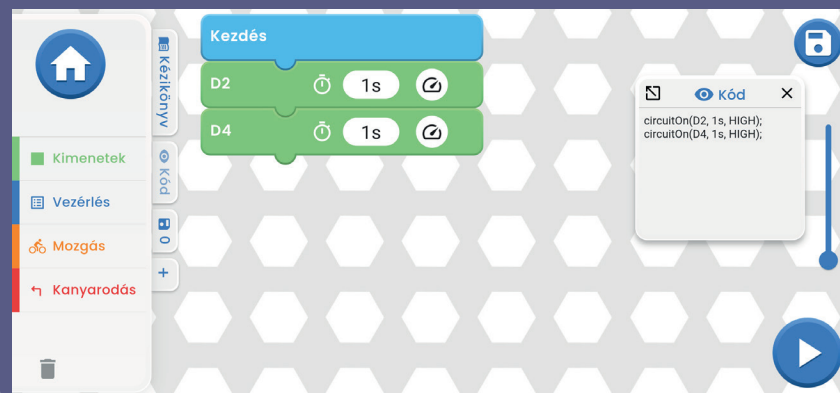 Kezdés
D2 1s
D4 1s
Kimenetek
Vezérlés
Mozgás
Kanyarodás
Kézikönyv
Kód
0
+
Kód
circuitOn(D2, 1s, HIGH);
circuitOn(D4, 1s, HIGH);